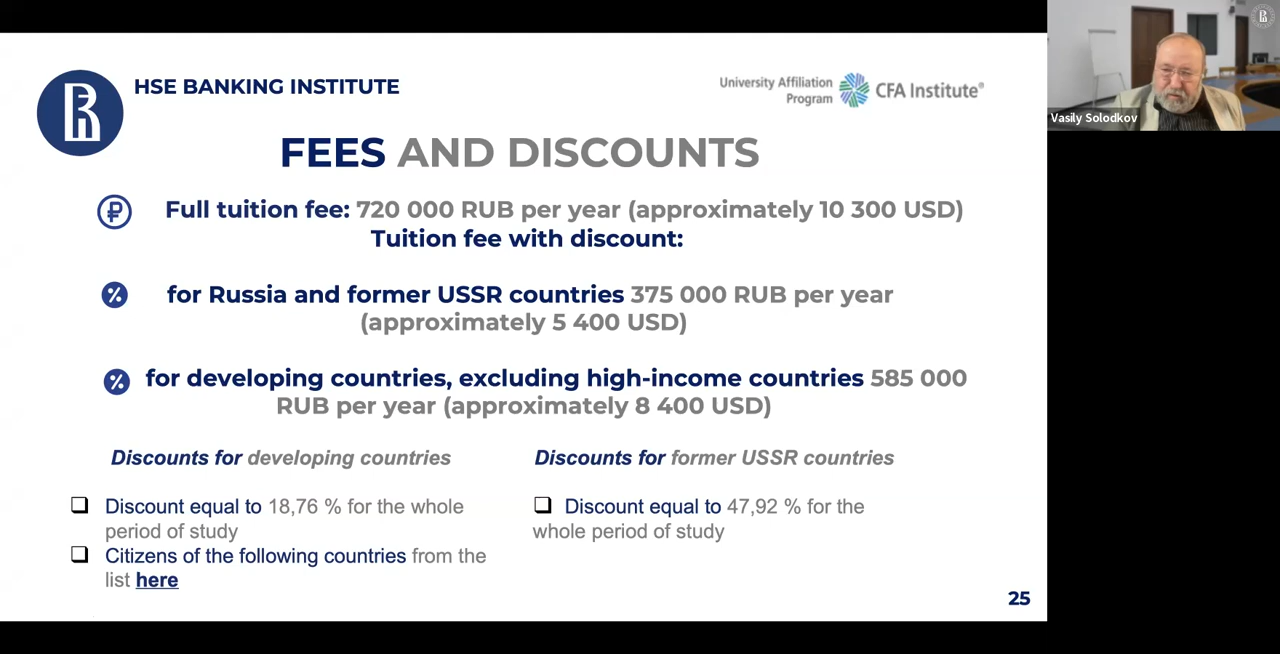 HSE BANKING INSTITUTE
University Affiliation
Program
CFA Institute®
Vasily Solodkov
FEES AND DISCOUNTS
Full tuition fee: 720 000 RUB per year (approximately 10 300 USD)
Tuition fee with discount:
% for Russia and former USSR countries 375 000 RUB per year
(approximately 5 400 USD)
% for developing countries, excluding high-income countries 585 000
RUB per year (approximately 8 400 USD)
Discounts for developing countries
Discount equal to 18,76 % for the whole
period of study
Citizens of the following countries from the
list here
Discounts for former USSR countries
Discount equal to 47,92 % for the
whole period of study
25